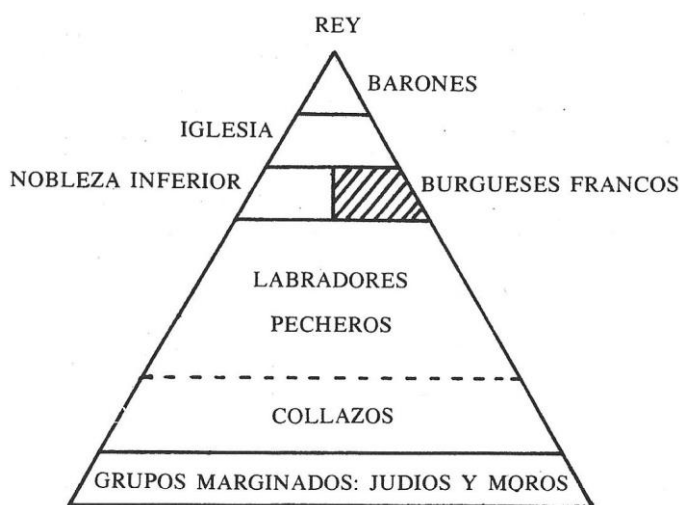 REY
BARONES
IGLESIA
NOBLEZA INFERIOR
BURGUESES FRANCOS
LABRADORES
PECHEROS
COLLAZOS
GRUPOS MARGINADOS: JUDIOS Y MOROS